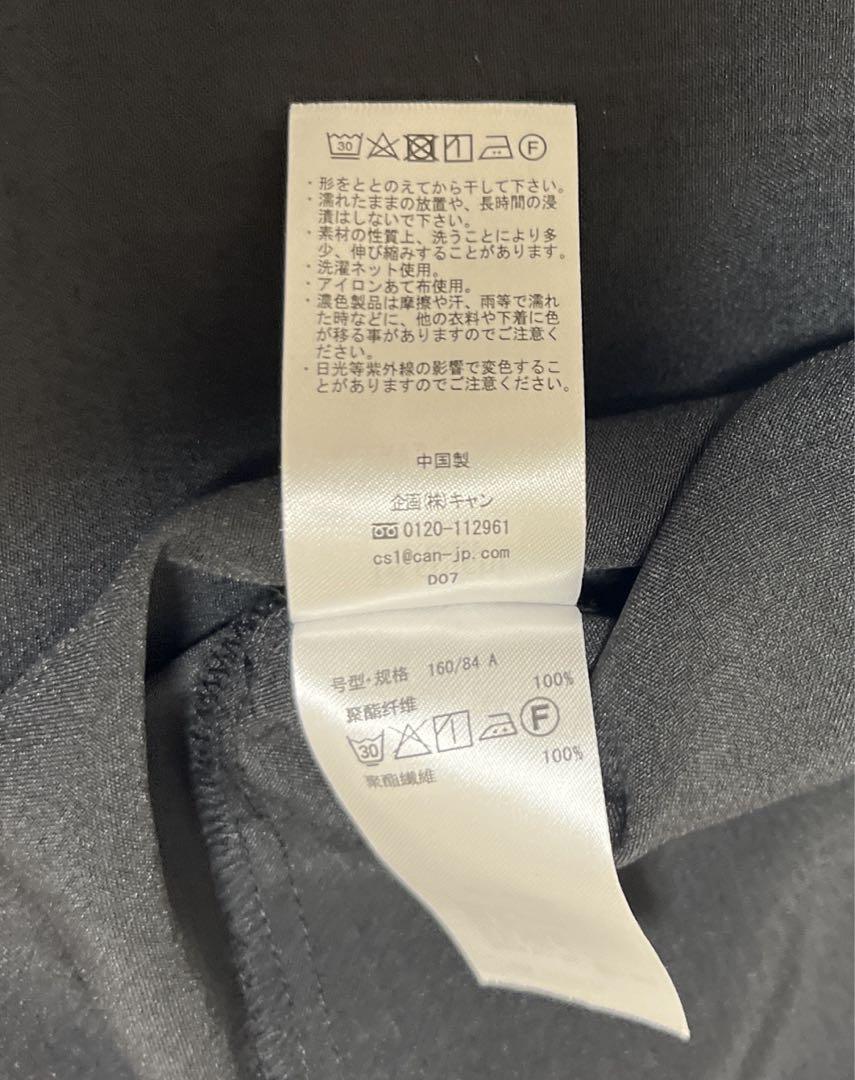 30 F
・形をととのえてから干して下さい。
・濡れたままの放置や、長時間の浸
漬はしないで下さい。
・素材の性質上、洗うことにより多
少、伸び縮みすることがあります。
・洗濯ネット使用。
・アイロンあて布使用。
・濃色製品は摩擦や汗、雨等で濡れ
た時などに、他の衣料や下着に色
が移る事がありますのでご注意く
ださい。
・日光等紫外線の影響で変色するこ
とがありますのでご注意ください。
中国製
企画(株)キャン
0120-112961
cs1@can-jp.com
D07
号型・规格 160/84 A
聚酯纤维 100%
30 F
聚酯纖維 100%